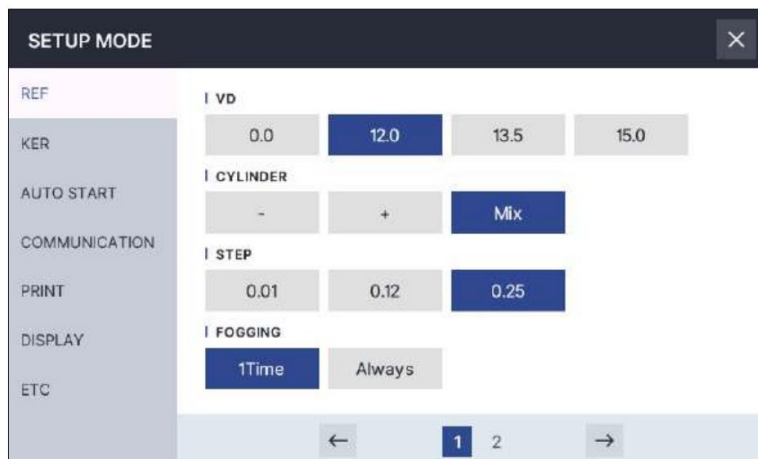 SETUP MODE
REF
KER
AUTO START
COMMUNICATION
PRINT
DISPLAY
ETC
VD
0.0 12.0 13.5 15.0
CYLINDER
- + Mix
STEP
0.01 0.12 0.25
FOGGING
1Time Always
← 1 2 →